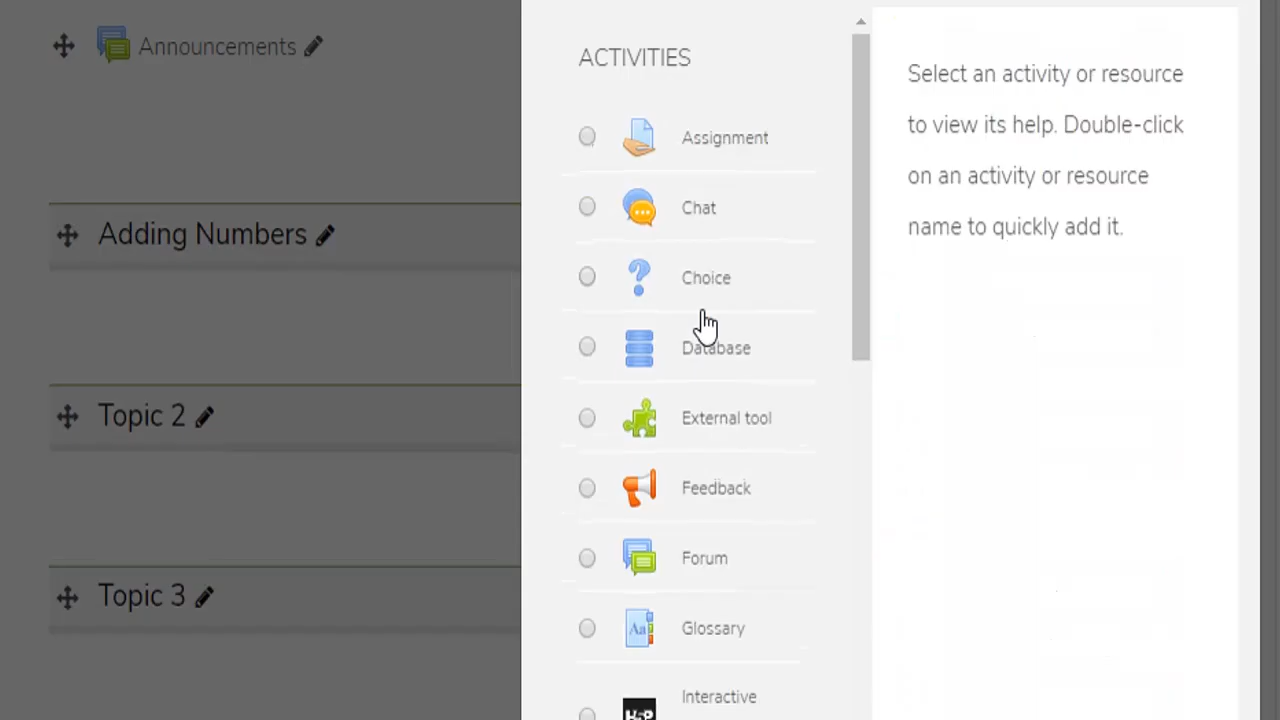 Announcements
Adding Numbers
Topic 2
Topic 3
ACTIVITIES
Assignment
Chat
Choice
Database
External tool
Feedback
Forum
Aa
Glossary
H5P
Interactive
Select an activity or resource
to view its help. Double-click
on an activity or resource
name to quickly add it.